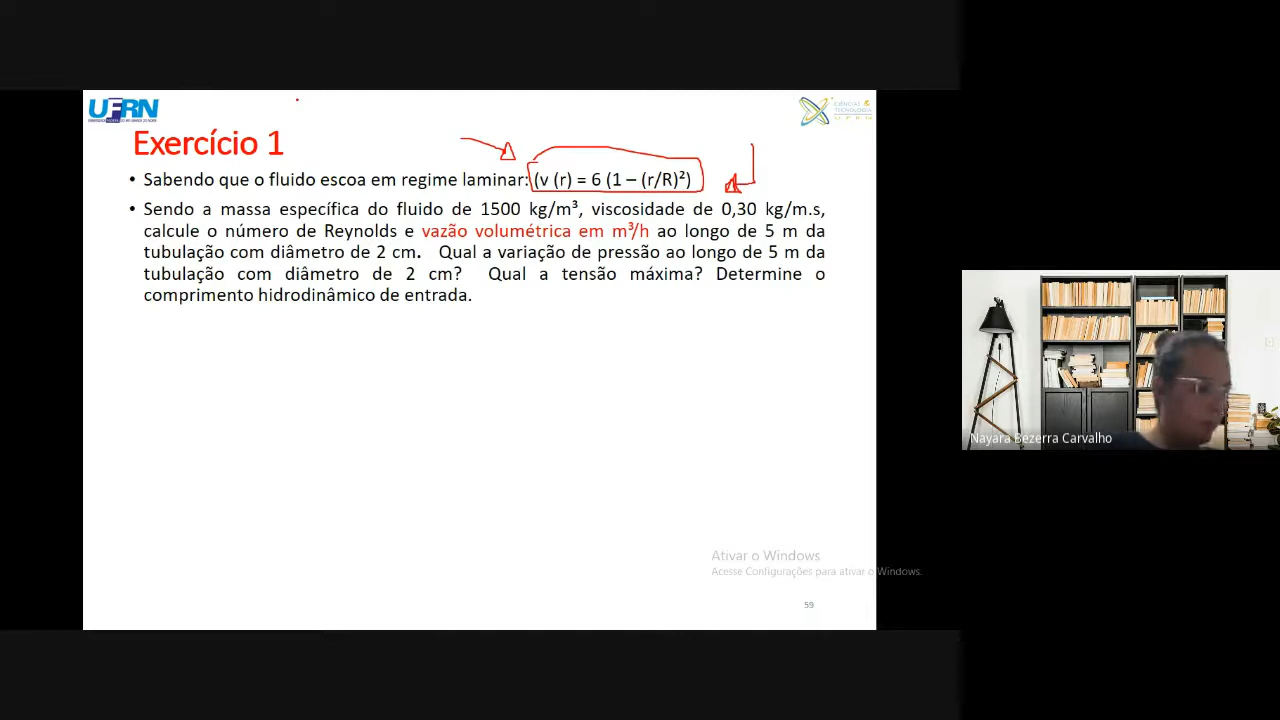 UFRN
CIÊNCIAS &
TECNOLOGIA
U F R N
Exercício 1
• Sabendo que o fluido escoa em regime laminar: (v (r) = 6 (1 – (r/R)²)
• Sendo a massa específica do fluido de 1500 kg/m³, viscosidade de 0,30 kg/m.s,
calcule o número de Reynolds e vazão volumétrica em m³/h ao longo de 5 m da
tubulação com diâmetro de 2 cm. Qual a variação de pressão ao longo de 5 m da
tubulação com diâmetro de 2 cm? Qual a tensão máxima? Determine o
comprimento hidrodinâmico de entrada.
Nayara Bezerra Carvalho
Ativar o Windows
Acesse Configurações para ativar o Windows.
59